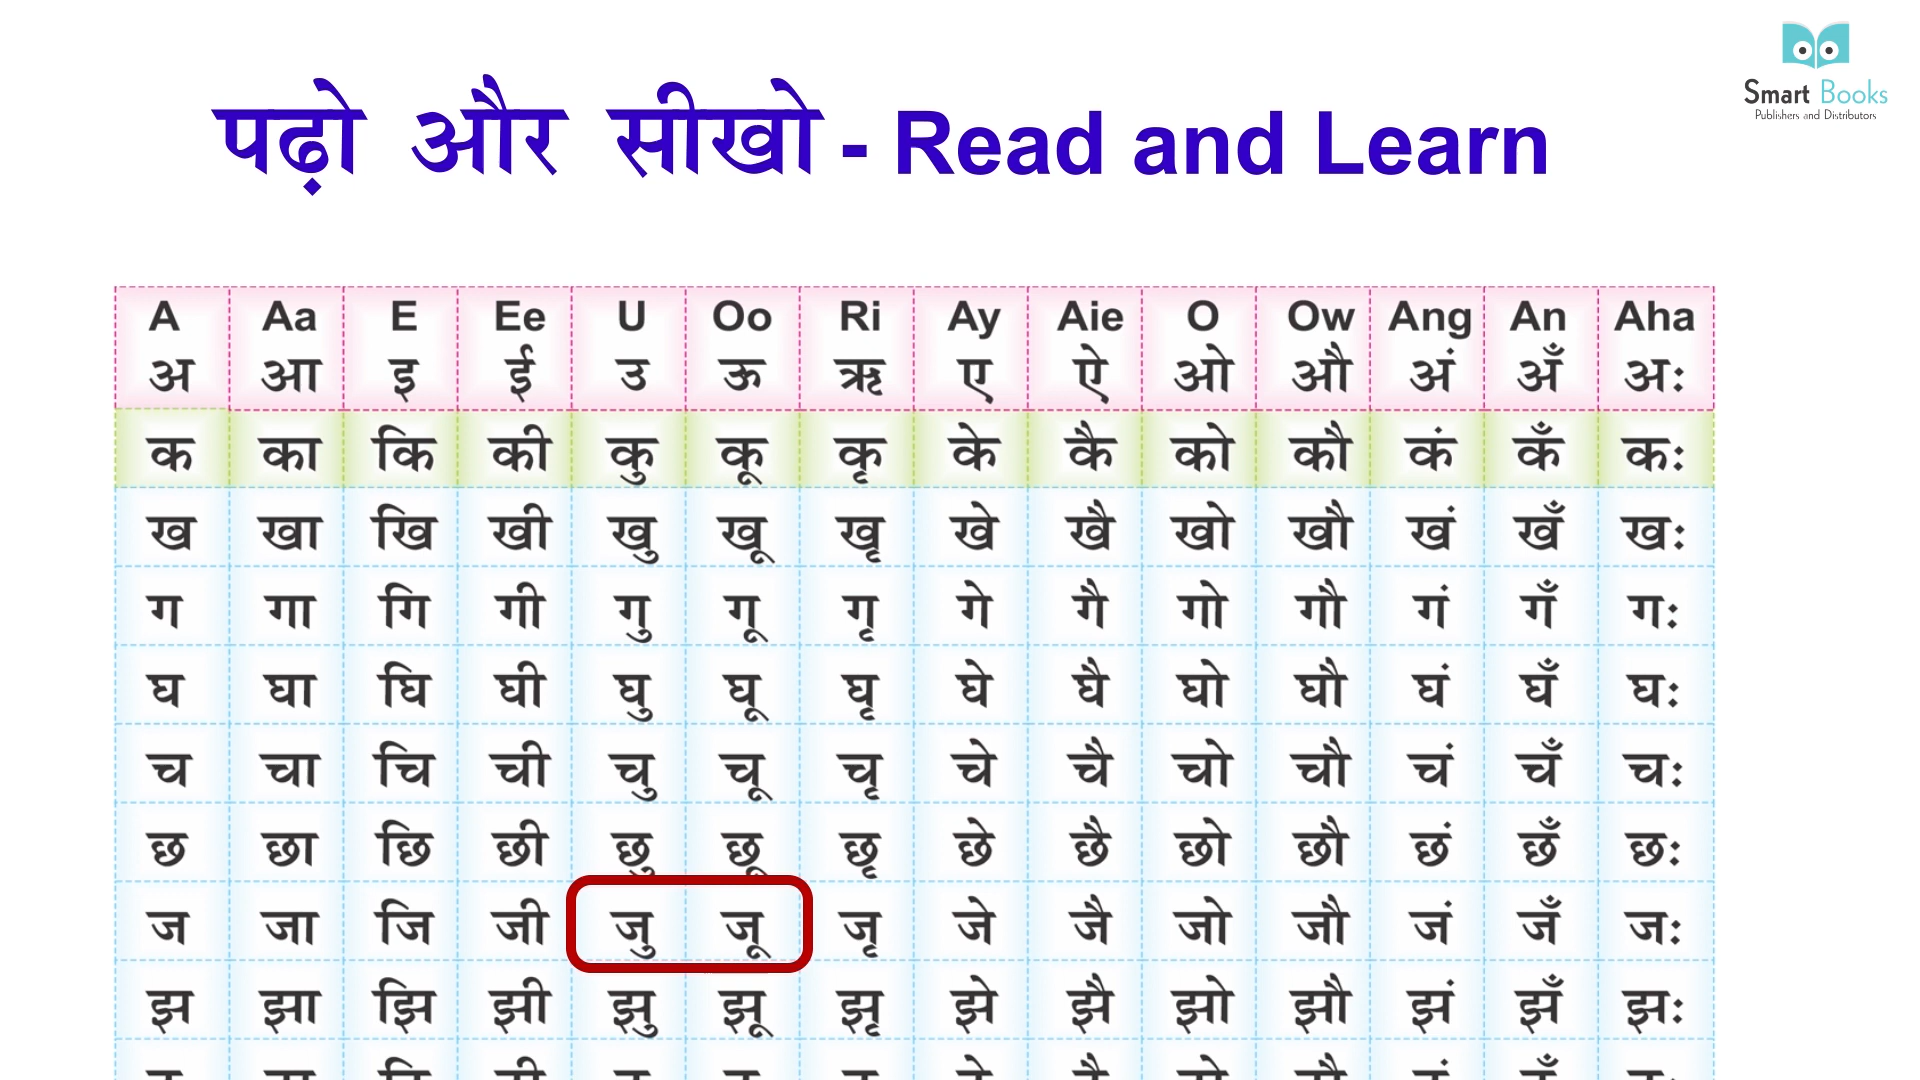 Smart Books
Publishers and Distributors
पढ़ो और सीखो - Read and Learn
A Aa E Ee U Oo Ri Ay Aie O Ow Ang An Aha
अ आ इ ई उ ऊ ऋ ए ऐ ओ औ अं अँ अः
क का कि की कु कू कृ के कै को कौ कं कँ कः
ख खा खि खी खु खू खृ खे खै खो खौ खं खँ खः
ग गा गि गी गु गू गृ गे गै गो गौ गं गँ गः
घ घा घि घी घु घू घृ घे घै घो घौ घं घँ घः
च चा चि ची चु चू चृ चे चै चो चौ चं चँ चः
छ छा छि छी छु छू छृ छे छै छो छौ छं छँ छः
ज जा जि जी जु जू जृ जे जै जो जौ जं जँ जः
झ झा झि झी झु झू झृ झे झै झो झौ झं झँ झः